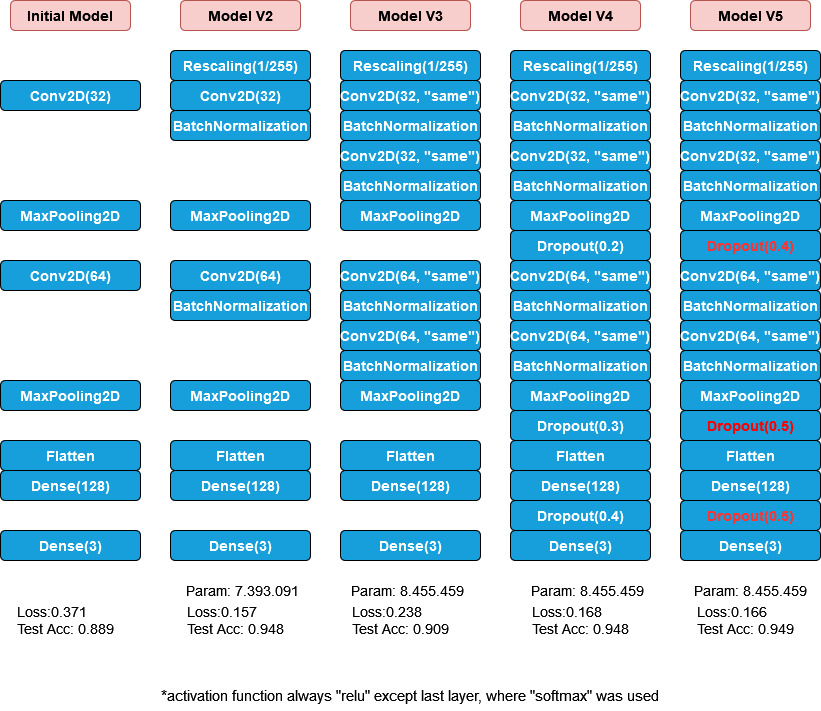 Initial Model
Conv2D(32)
MaxPooling2D
Conv2D(64)
MaxPooling2D
Flatten
Dense(128)
Dense(3)
Loss:0.371
Test Acc: 0.889
Model V2
Rescaling(1/255)
Conv2D(32)
BatchNormalization
MaxPooling2D
Conv2D(64)
BatchNormalization
MaxPooling2D
Flatten
Dense(128)
Dense(3)
Param: 7.393.091
Loss:0.157
Test Acc: 0.948
Model V3
Rescaling(1/255)
Conv2D(32, "same")
BatchNormalization
Conv2D(32, "same")
BatchNormalization
MaxPooling2D
Conv2D(64, "same")
BatchNormalization
Conv2D(64, "same")
BatchNormalization
MaxPooling2D
Flatten
Dense(128)
Dense(3)
Param: 8.455.459
Loss:0.238
Test Acc: 0.909
Model V4
Rescaling(1/255)
Conv2D(32, "same")
BatchNormalization
Conv2D(32, "same")
BatchNormalization
MaxPooling2D
Dropout(0.2)
Conv2D(64, "same")
BatchNormalization
Conv2D(64, "same")
BatchNormalization
MaxPooling2D
Dropout(0.3)
Flatten
Dense(128)
Dropout(0.4)
Dense(3)
Param: 8.455.459
Loss:0.168
Test Acc: 0.948
Model V5
Rescaling(1/255)
Conv2D(32, "same")
BatchNormalization
Conv2D(32, "same")
BatchNormalization
MaxPooling2D
Dropout(0.4)
Conv2D(64, "same")
BatchNormalization
Conv2D(64, "same")
BatchNormalization
MaxPooling2D
Dropout(0.5)
Flatten
Dense(128)
Dropout(0.6)
Dense(3)
Param: 8.455.459
Loss:0.166
Test Acc: 0.949
*activation function always "relu" except last layer, where "softmax" was used